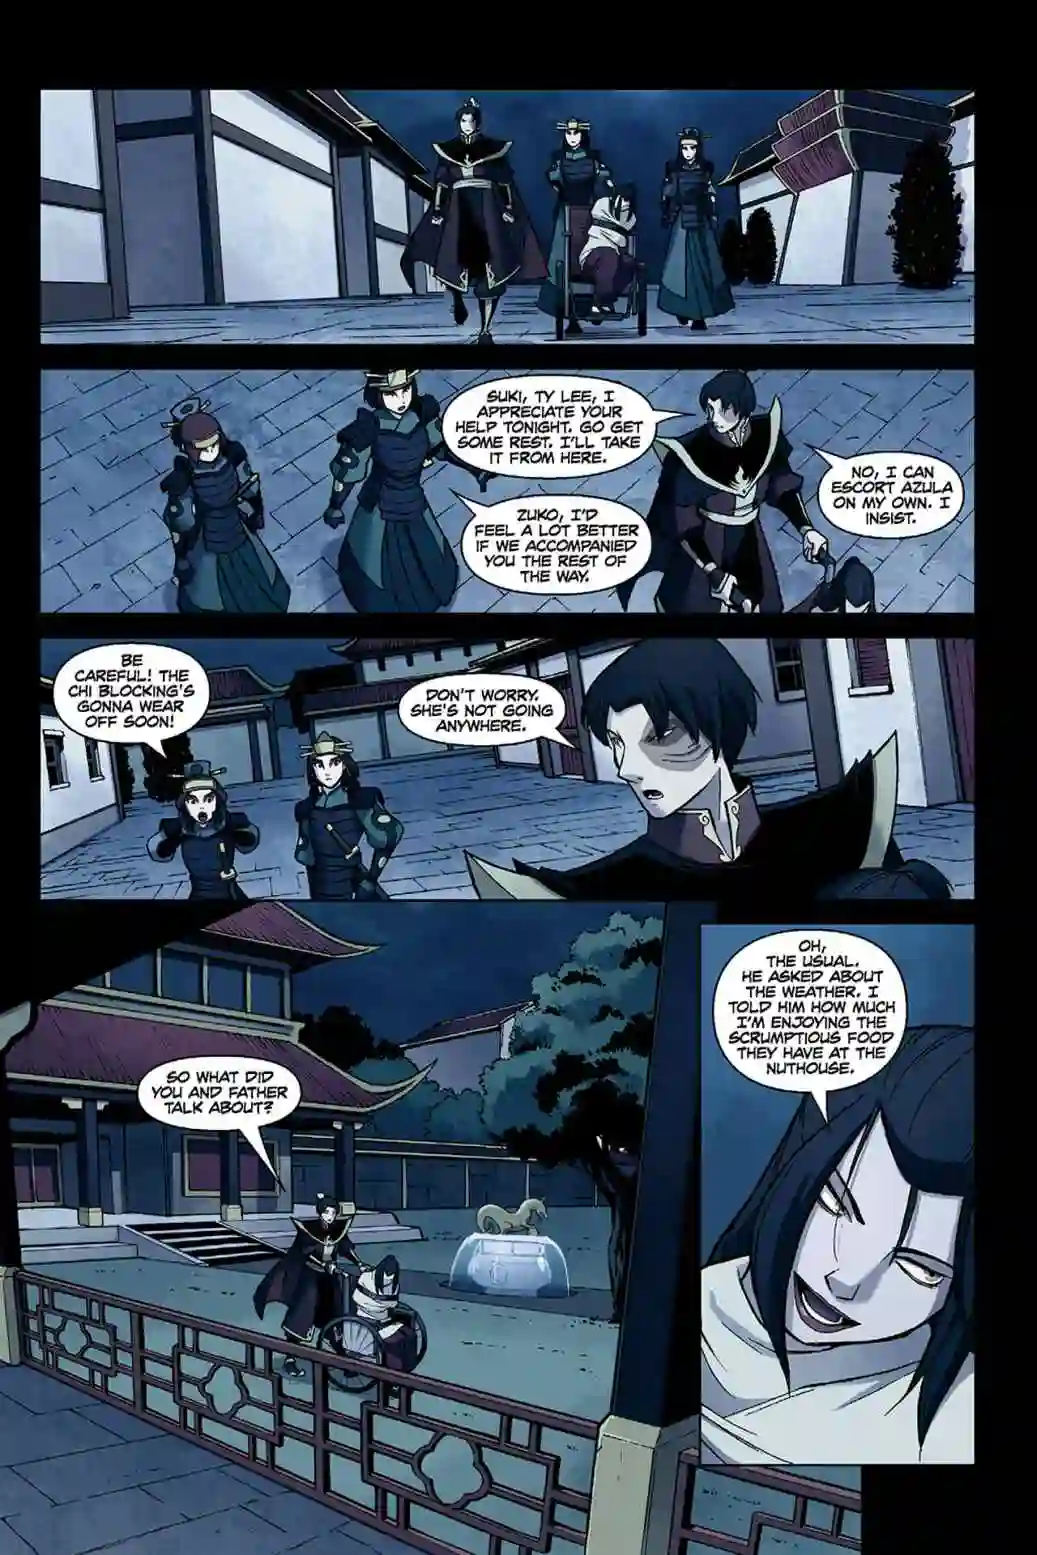 SUKI, TY LEE, I
APPRECIATE YOUR
HELP TONIGHT. GO GET
SOME REST. I'LL TAKE
IT FROM HERE.
ZUKO, I'D
FEEL A LOT BETTER
IF WE ACCOMPANIED
YOU THE REST OF
THE WAY.
NO, I CAN
ESCORT AZULA
ON MY OWN. I
INSIST.
BE
CAREFUL! THE
CHI BLOCKING'S
GONNA WEAR
OFF SOON!
DON'T WORRY.
SHE'S NOT GOING
ANYWHERE.
SO WHAT DID
YOU AND FATHER
TALK ABOUT?
OH,
THE USUAL.
HE ASKED ABOUT
THE WEATHER. I
TOLD HIM HOW MUCH
I'M ENJOYING THE
SCRUMPTIOUS FOOD
THEY HAVE AT THE
NUTHOUSE.